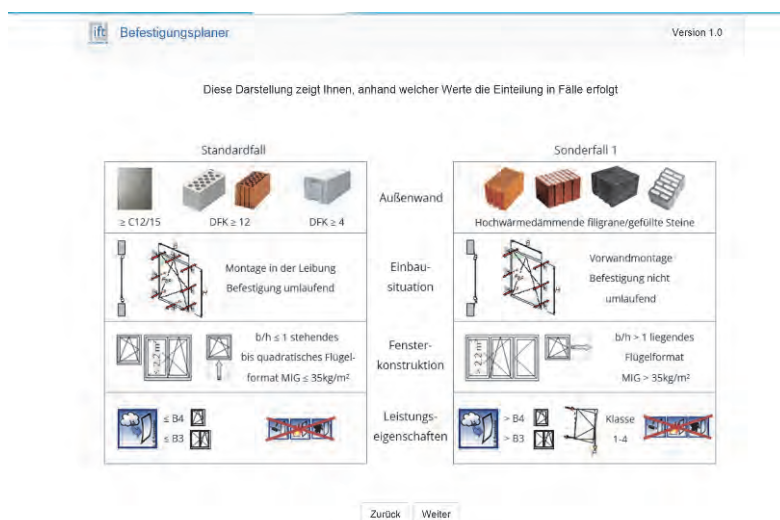 ift Befestigungsplaner
Version 1.0
Diese Darstellung zeigt Ihnen, anhand welcher Werte die Einteilung in Fälle erfolgt
Standardfall
Sonderfall 1
≥ C12/15 DFK ≥ 12 DFK ≥ 4
Außenwand
Hochwärmedämmende filigrane/gefüllte Steine
Montage in der Leibung
Befestigung umlaufend
Einbau-
situation
Vorwandmontage
Befestigung nicht
umlaufend
b/h ≤ 1 stehendes
bis quadratisches Flügel-
format MIG ≤ 35kg/m²
Fenster-
konstruktion
b/h > 1 liegendes
Flügelformat
MIG > 35kg/m²
≤ B4
≤ B3
Leistungs-
eigenschaften
> B4
> B3
Klasse
1-4
Zurück Weiter